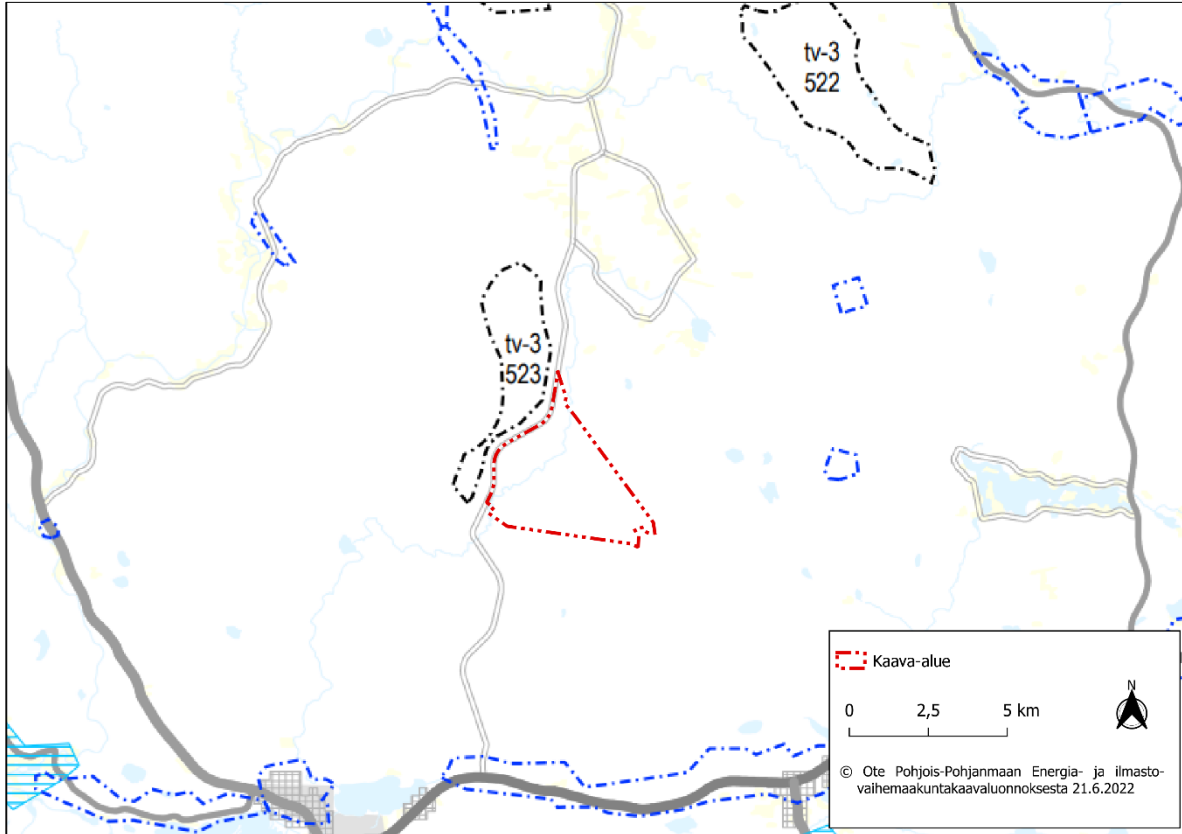 tv-3
522
tv-3
523
Kaava-alue
N
0 2,5 5 km
© Ote Pohjois-Pohjanmaan Energia- ja ilmasto-
vaihemaakuntakaavaluonnoksesta 21.6.2022